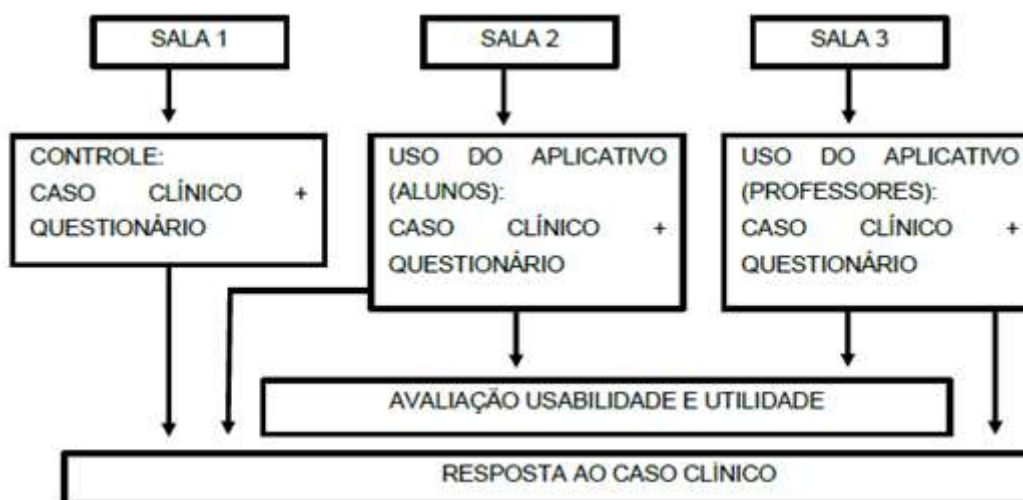 SALA 1
SALA 2
SALA 3
CONTROLE:
CASO CLÍNICO +
QUESTIONÁRIO
USO DO APLICATIVO
(ALUNOS):
CASO CLÍNICO +
QUESTIONÁRIO
USO DO APLICATIVO
(PROFESSORES):
CASO CLÍNICO +
QUESTIONÁRIO
AVALIAÇÃO USABILIDADE E UTILIDADE
RESPOSTA AO CASO CLÍNICO